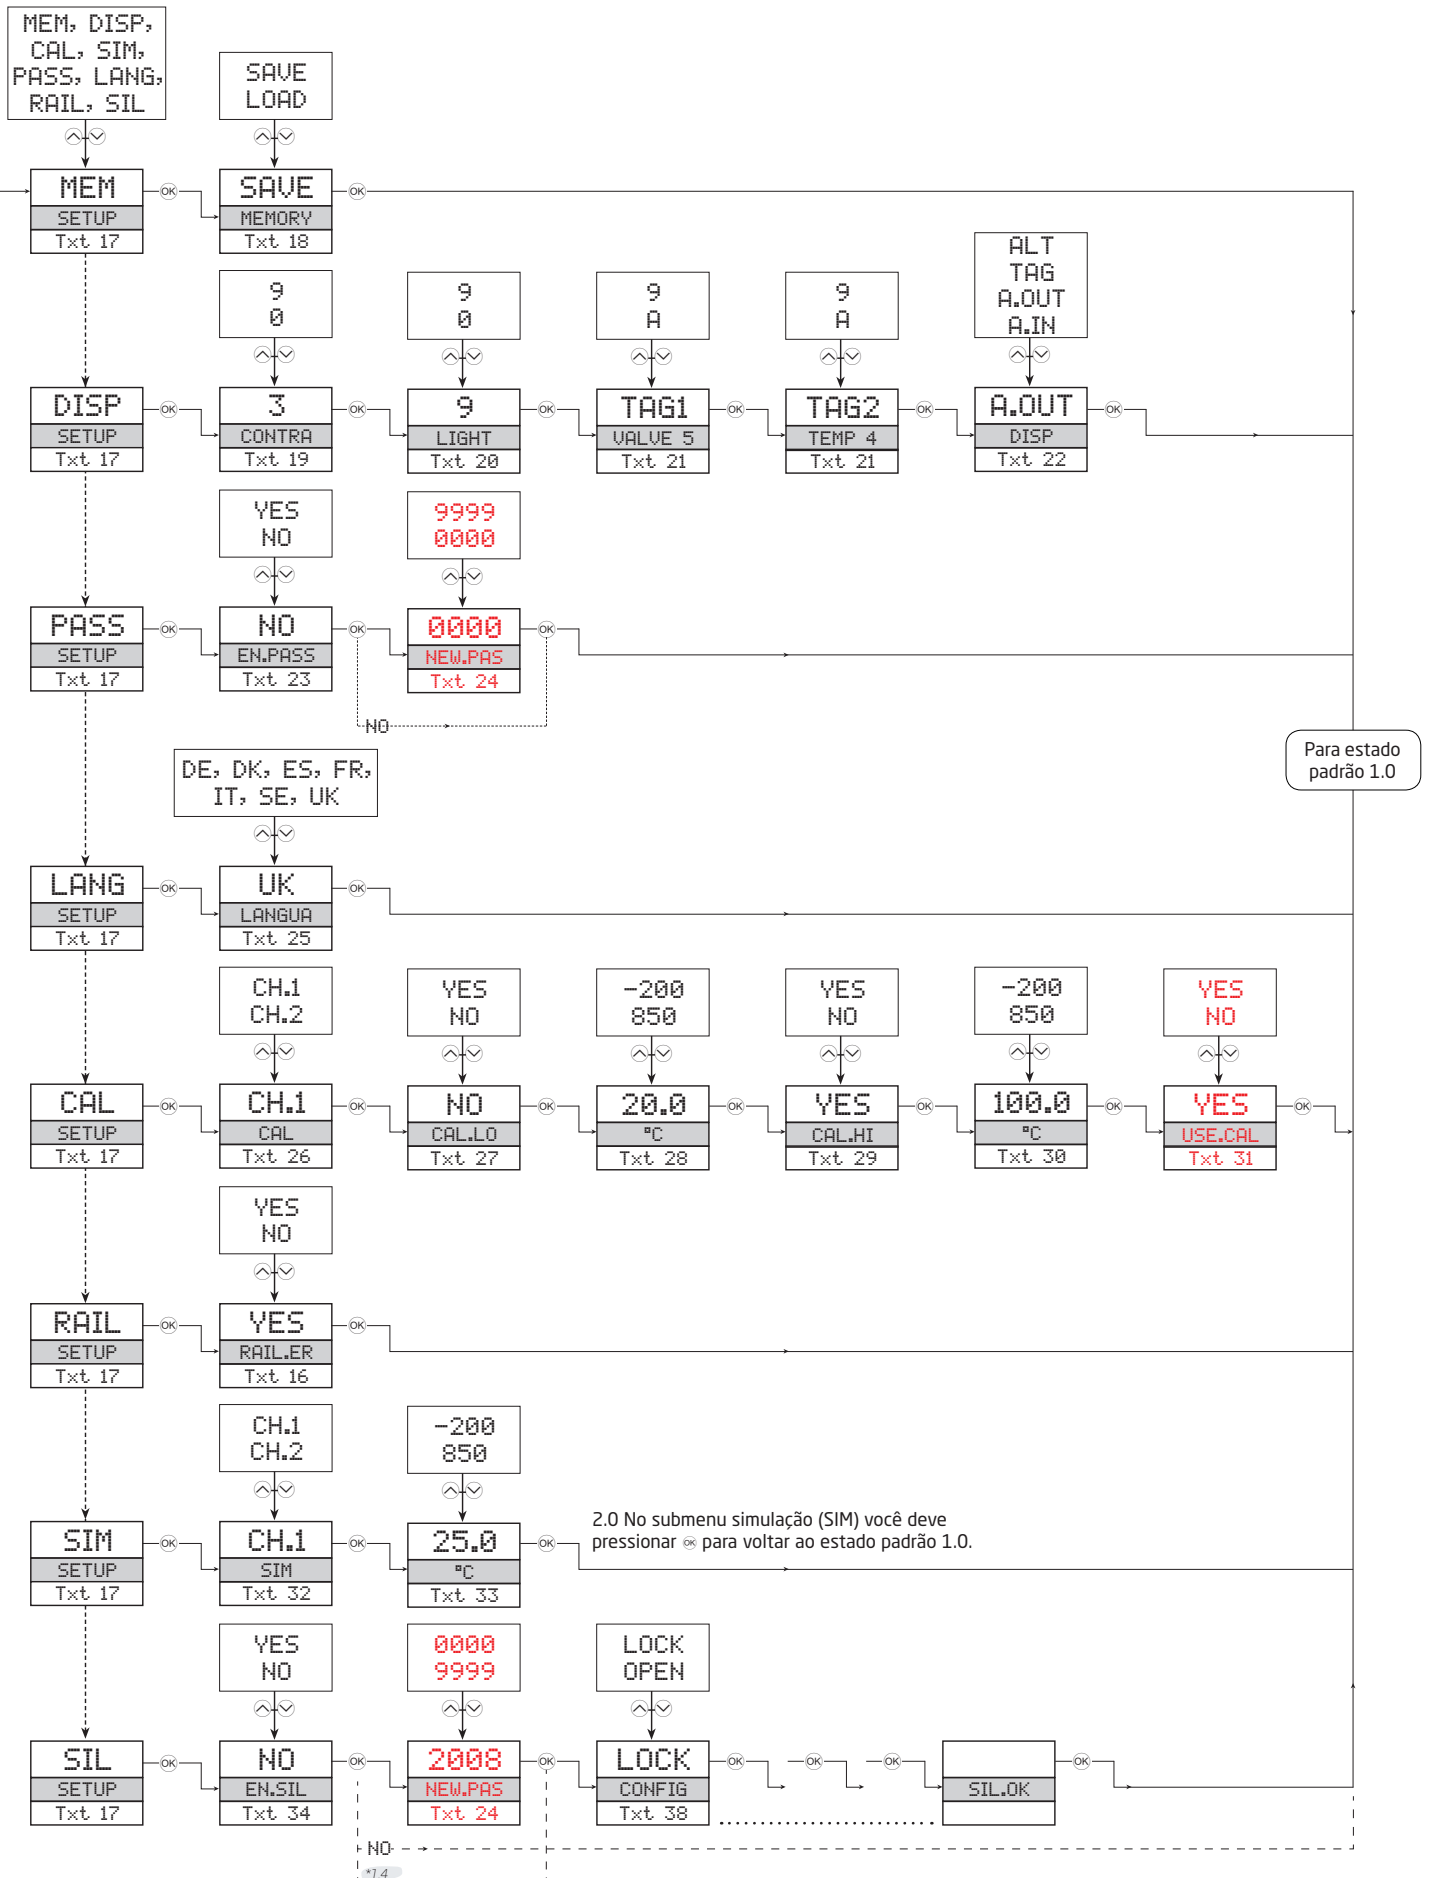 MEM, DISP,
CAL, SIM,
PASS, LANG,
RAIL, SIL
SAVE
LOAD
MEM
SETUP
Txt 17
OK
SAVE
MEMORY
Txt 18
OK
9
0
9
0
9
A
9
A
ALT
TAG
A.OUT
A.IN
DISP
SETUP
Txt 17
OK
3
CONTRA
Txt 19
OK
9
LIGHT
Txt 20
OK
TAG1
VALVE 5
Txt 21
OK
TAG2
TEMP 4
Txt 21
OK
A.OUT
DISP
Txt 22
OK
YES
NO
9999
0000
PASS
SETUP
Txt 17
OK
NO
EN.PASS
Txt 23
OK
0000
NEW.PAS
Txt 24
OK
NO
Para estado
padrão 1.0
DE, DK, ES, FR,
IT, SE, UK
LANG
SETUP
Txt 17
OK
UK
LANGUA
Txt 25
OK
CH.1
CH.2
YES
NO
-200
850
YES
NO
-200
850
YES
NO
CAL
SETUP
Txt 17
OK
CH.1
CAL
Txt 26
OK
NO
CAL.LO
Txt 27
OK
20.0
°C
Txt 28
OK
YES
CAL.HI
Txt 29
OK
100.0
°C
Txt 30
OK
YES
USE.CAL
Txt 31
OK
YES
NO
RAIL
SETUP
Txt 17
OK
YES
RAIL.ER
Txt 16
OK
CH.1
CH.2
-200
850
SIM
SETUP
Txt 17
OK
CH.1
SIM
Txt 32
OK
25.0
°C
Txt 33
OK
2.0 No submenu simulação (SIM) você deve
pressionar OK para voltar ao estado padrão 1.0.
YES
NO
0000
9999
LOCK
OPEN
SIL
SETUP
Txt 17
OK
NO
EN.SIL
Txt 34
OK
2008
NEW.PAS
Txt 24
OK
LOCK
CONFIG
Txt 38
OK
OK
OK
SIL.OK
OK
NO
*1.4